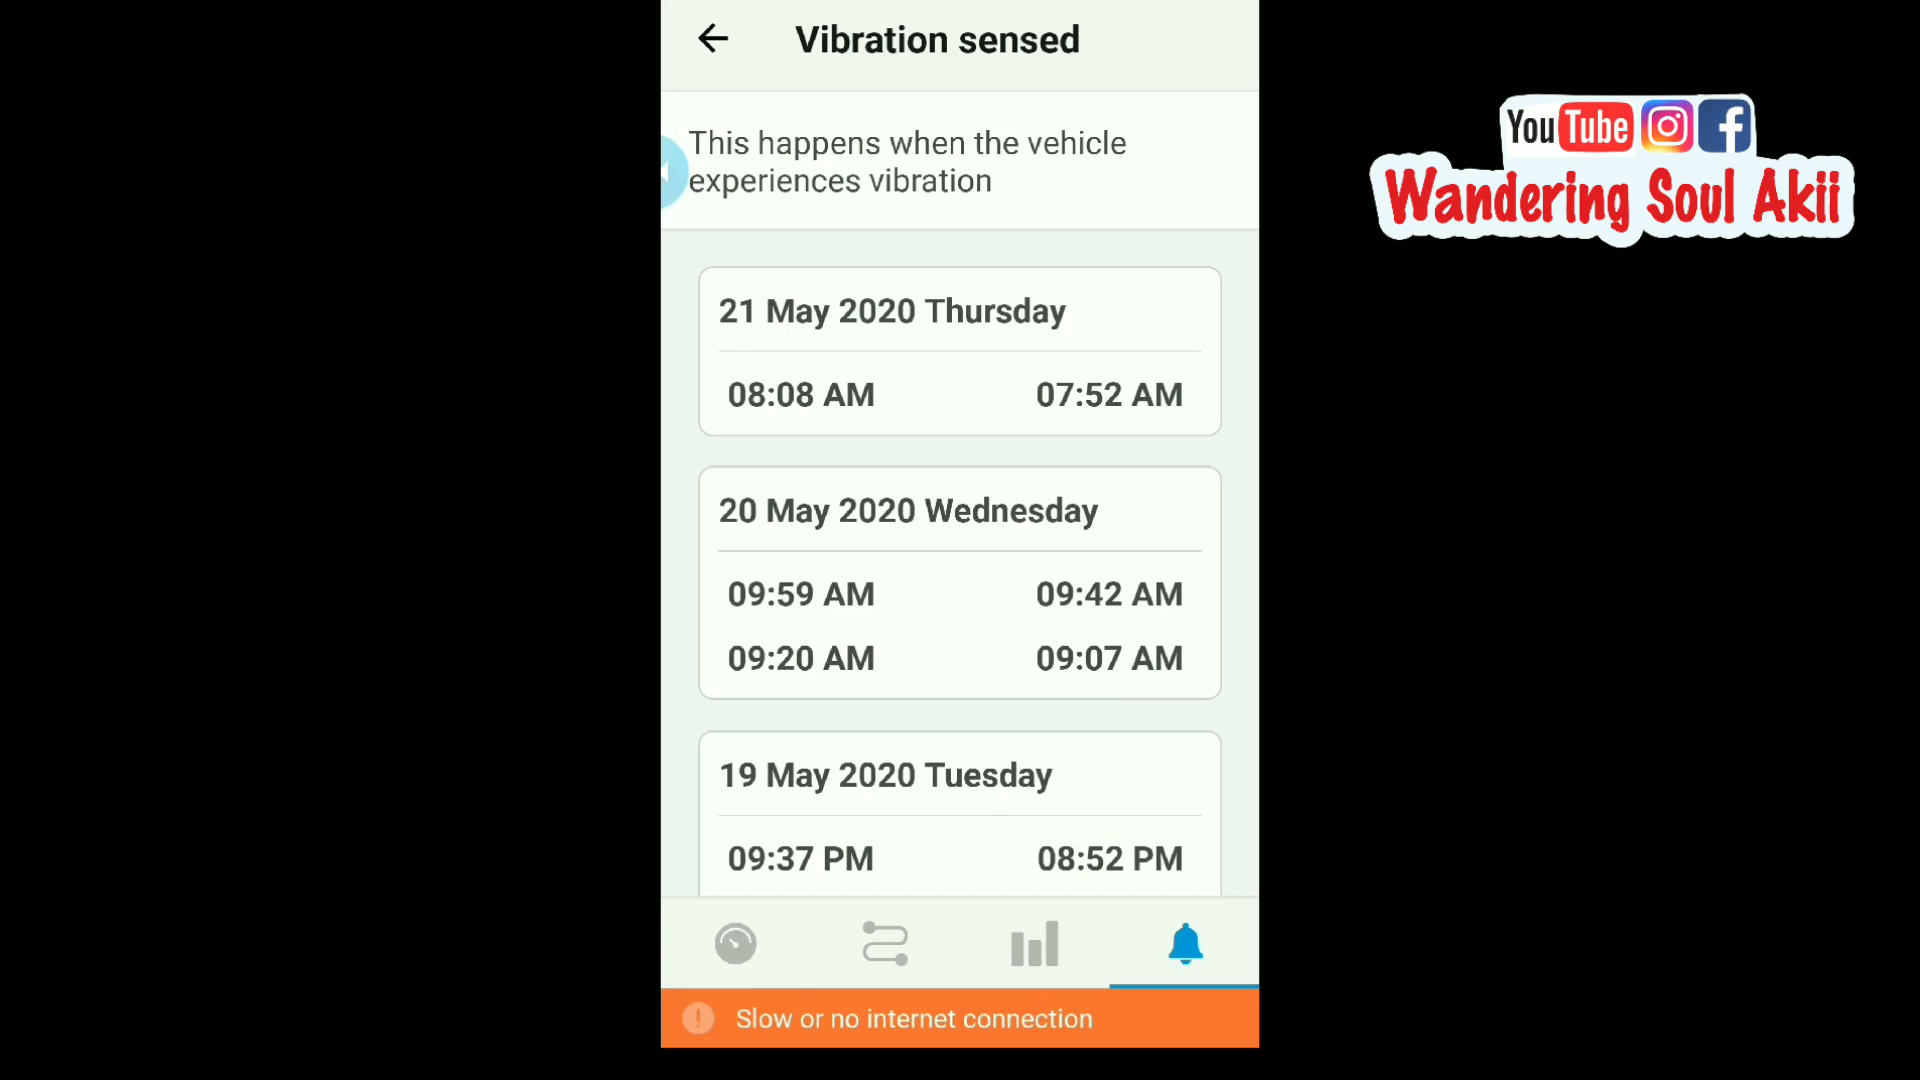 Vibration sensed
This happens when the vehicle
experiences vibration
21 May 2020 Thursday
08:08 AM 07:52 AM
20 May 2020 Wednesday
09:59 AM 09:42 AM
09:20 AM 09:07 AM
19 May 2020 Tuesday
09:37 PM 08:52 PM
! Slow or no internet connection
YouTube f
Wandering Soul Akii